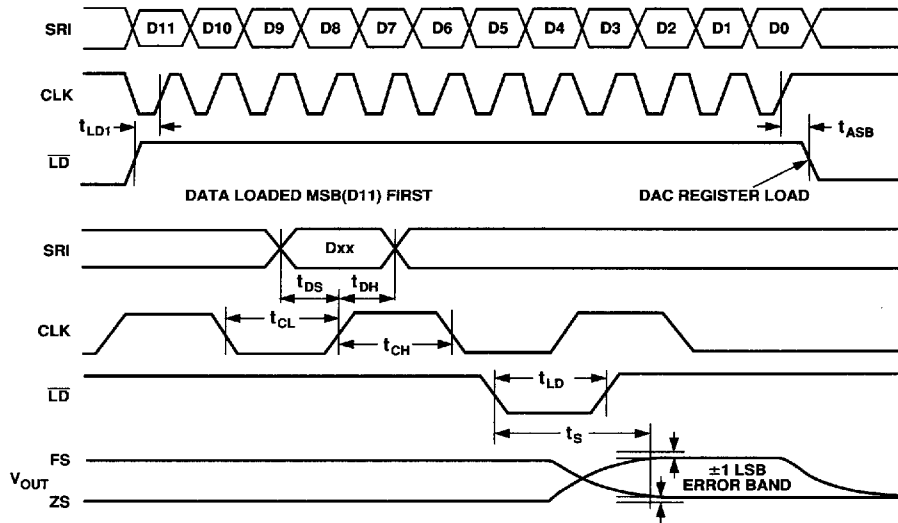 SRI D11 D10 D9 D8 D7 D6 D5 D4 D3 D2 D1 D0
CLK
tLD1 tASB
LD
DATA LOADED MSB(D11) FIRST DAC REGISTER LOAD
SRI Dxx
tDS tDH
CLK tCL
tCH
LD tLD
tS
FS
VOUT ±1 LSB
ERROR BAND
ZS